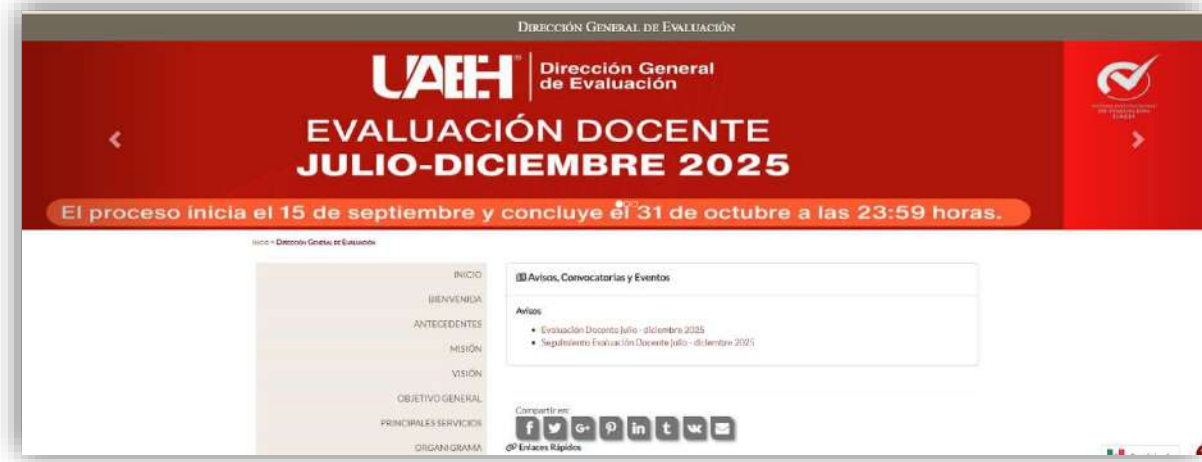 DIRECCIÓN GENERAL DE EVALUACIÓN
UAEH
Dirección General
de Evaluación
EVALUACIÓN DOCENTE
JULIO-DICIEMBRE 2025
El proceso inicia el 15 de septiembre y concluye el 31 de octubre a las 23:59 horas.
INICIO > DIRECCIÓN GENERAL DE EVALUACIÓN
INICIO
BIENVENIDA
ANTECEDENTES
MISIÓN
VISIÓN
OBJETIVO GENERAL
PRINCIPALES SERVICIOS
ORGANIGRAMA
Avisos, Convocatorias y Eventos
Avisos
Evaluación Docente julio - diciembre 2025
Seguimiento Evaluación Docente julio - diciembre 2025
Compartir en:
Enlaces Rápidos